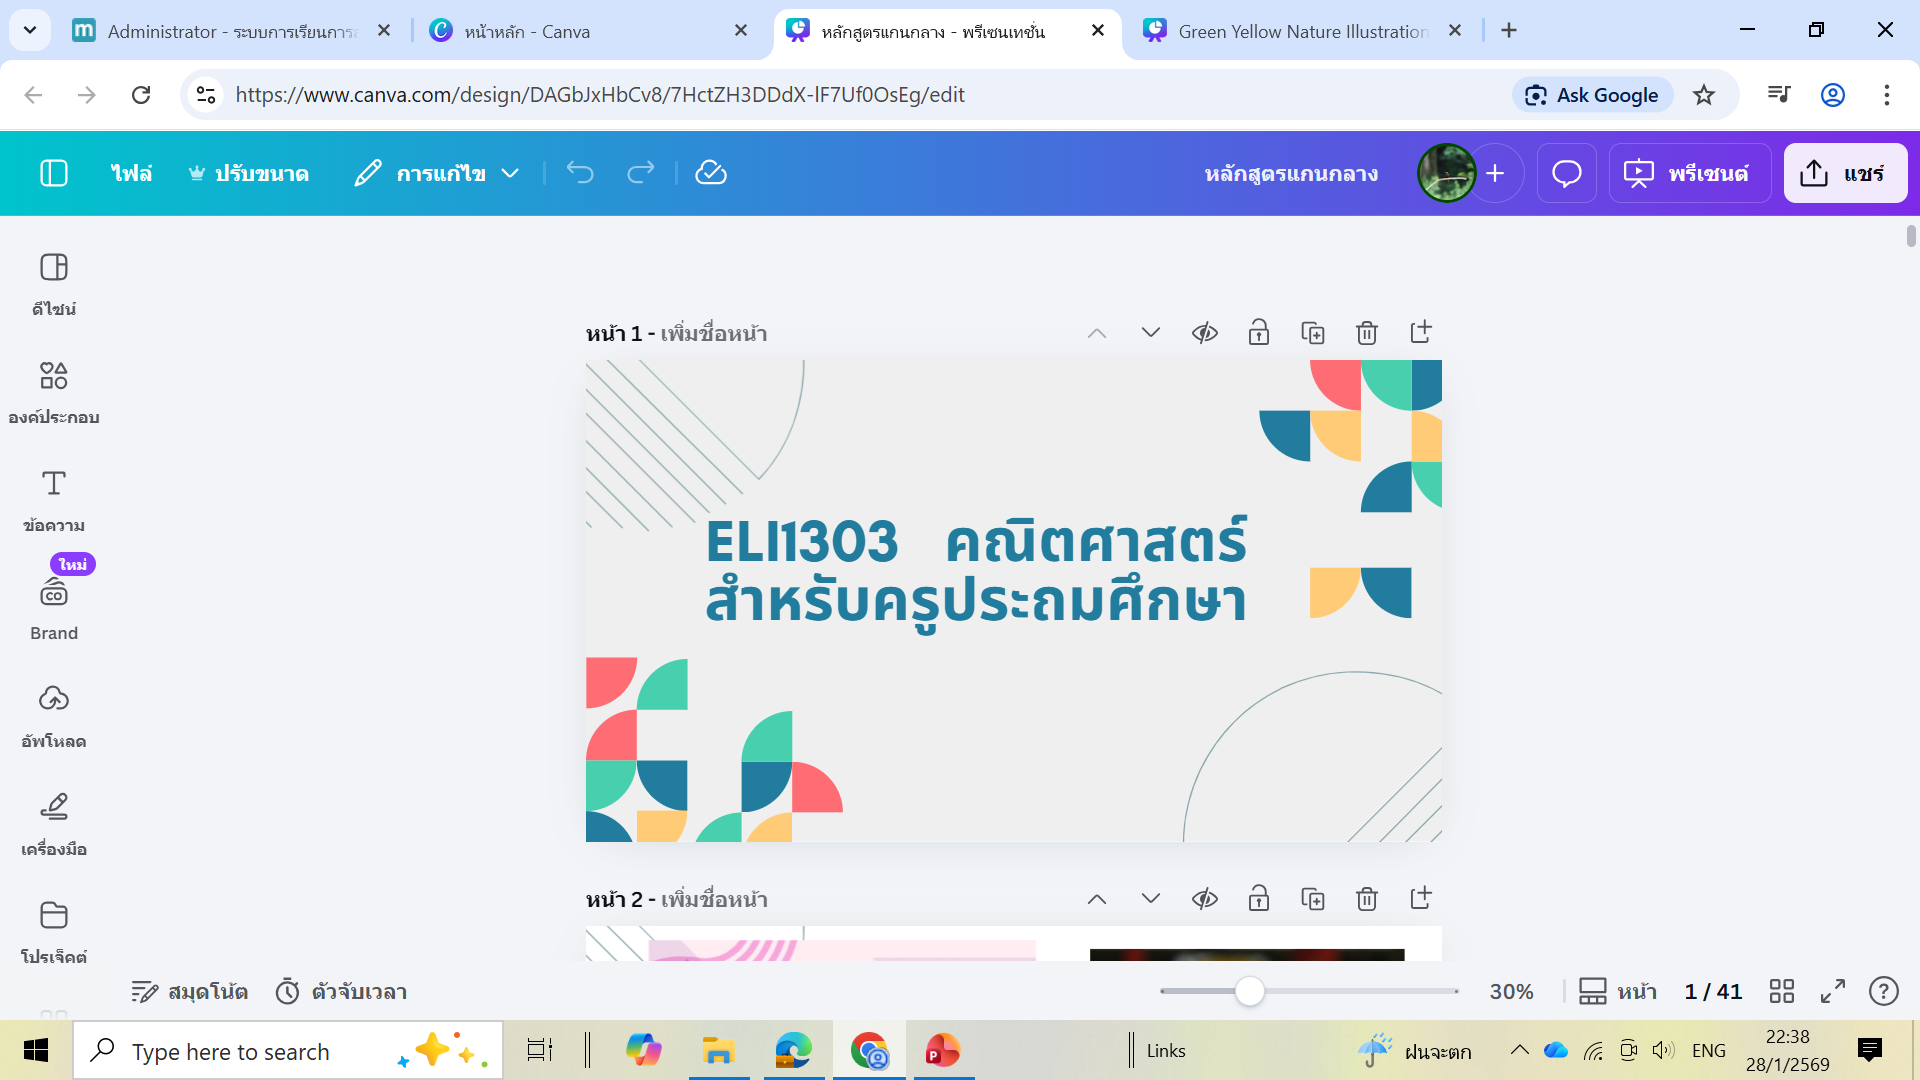 Administrator - ระบบการเรียนการส
หน้าหลัก - Canva
หลักสูตรแกนกลาง - พรีเซนเทชั่น
Green Yellow Nature Illustration
https://www.canva.com/design/DAGbJxHbCv8/7HctZH3DDdX-lF7Uf0OsEg/edit
Ask Google
ไฟล์
ปรับขนาด
การแก้ไข
หลักสูตรแกนกลาง
พรีเซนต์
แชร์
ดีไซน์
องค์ประกอบ
ข้อความ
ใหม่
Brand
อัพโหลด
เครื่องมือ
โปรเจ็คต์
หน้า 1 - เพิ่มชื่อหน้า
ELI1303 คณิตศาสตร์
สำหรับครูประถมศึกษา
หน้า 2 - เพิ่มชื่อหน้า
สมุดโน้ต
ตัวจับเวลา
30%
หน้า
1 / 41
Type here to search
Links
ฝนจะตก
ENG
22:38
28/1/2569